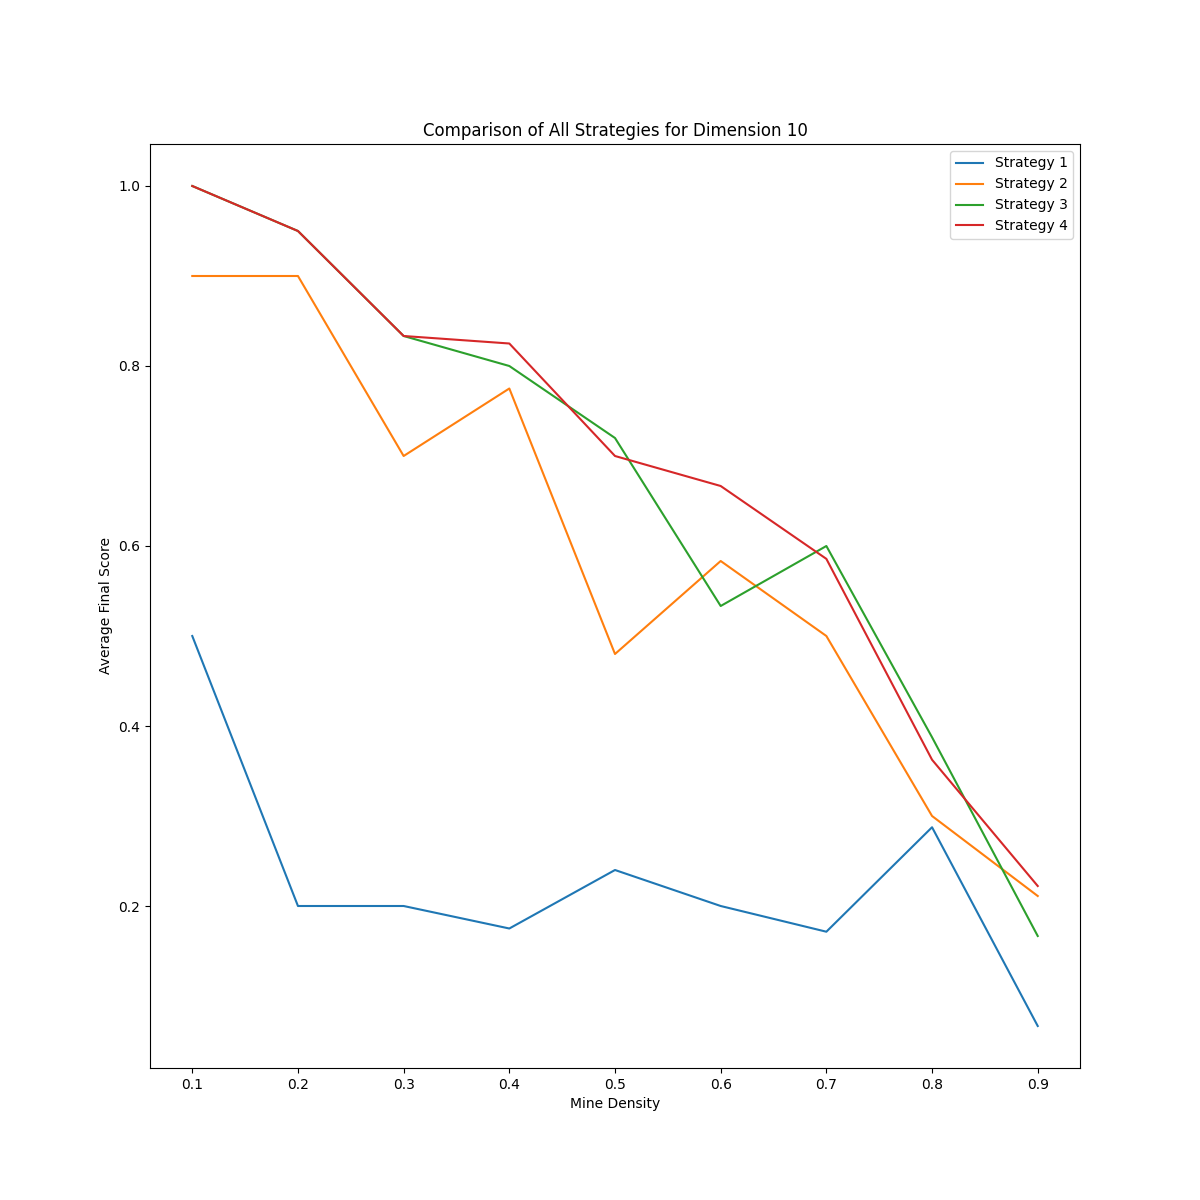 Comparison of All Strategies for Dimension 10
Strategy 1
Strategy 2
Strategy 3
Strategy 4
Average Final Score
1.0
0.8
0.6
0.4
0.2
0.1 0.2 0.3 0.4 0.5 0.6 0.7 0.8 0.9
Mine Density